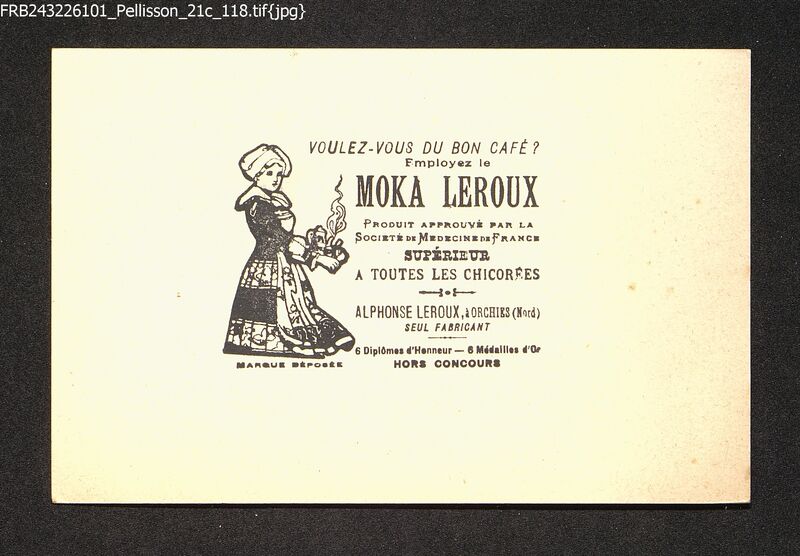 FRB243226101_Pellisson_21c_118.tif{jpg}
VOULEZ-VOUS DU BON CAFÉ?
Employez le
MOKA LEROUX
PRODUIT APPROUVÉ PAR LA
SOCIÉTÉ DE MEDECINE DE FRANCE
SUPÉRIEUR
A TOUTES LES CHICORÉES
ALPHONSE LEROUX, à ORCHIES (Nord)
SEUL FABRICANT
6 Diplômes d'Honneur — 6 Médailles d'Or
HORS CONCOURS
MARQUE DÉPOSÉE